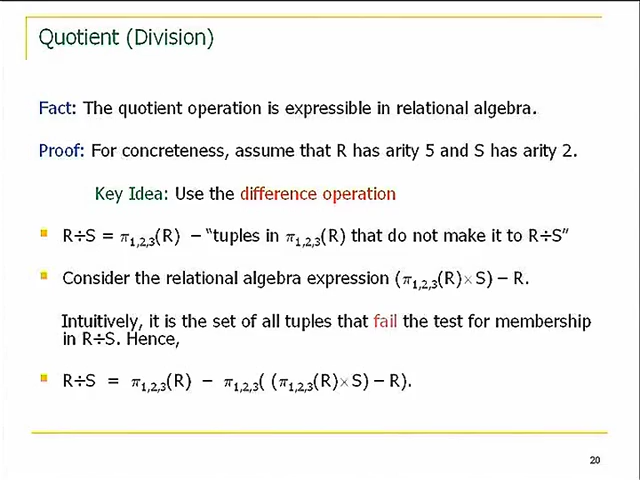 Quotient (Division)
Fact: The quotient operation is expressible in relational algebra.
Proof: For concreteness, assume that R has arity 5 and S has arity 2.
Key Idea: Use the difference operation
R÷S = π1,2,3(R) − “tuples in π1,2,3(R) that do not make it to R÷S”
Consider the relational algebra expression (π1,2,3(R)×S) − R.
Intuitively, it is the set of all tuples that fail the test for membership
in R÷S. Hence,
R÷S = π1,2,3(R) − π1,2,3( (π1,2,3(R)×S) − R).
20